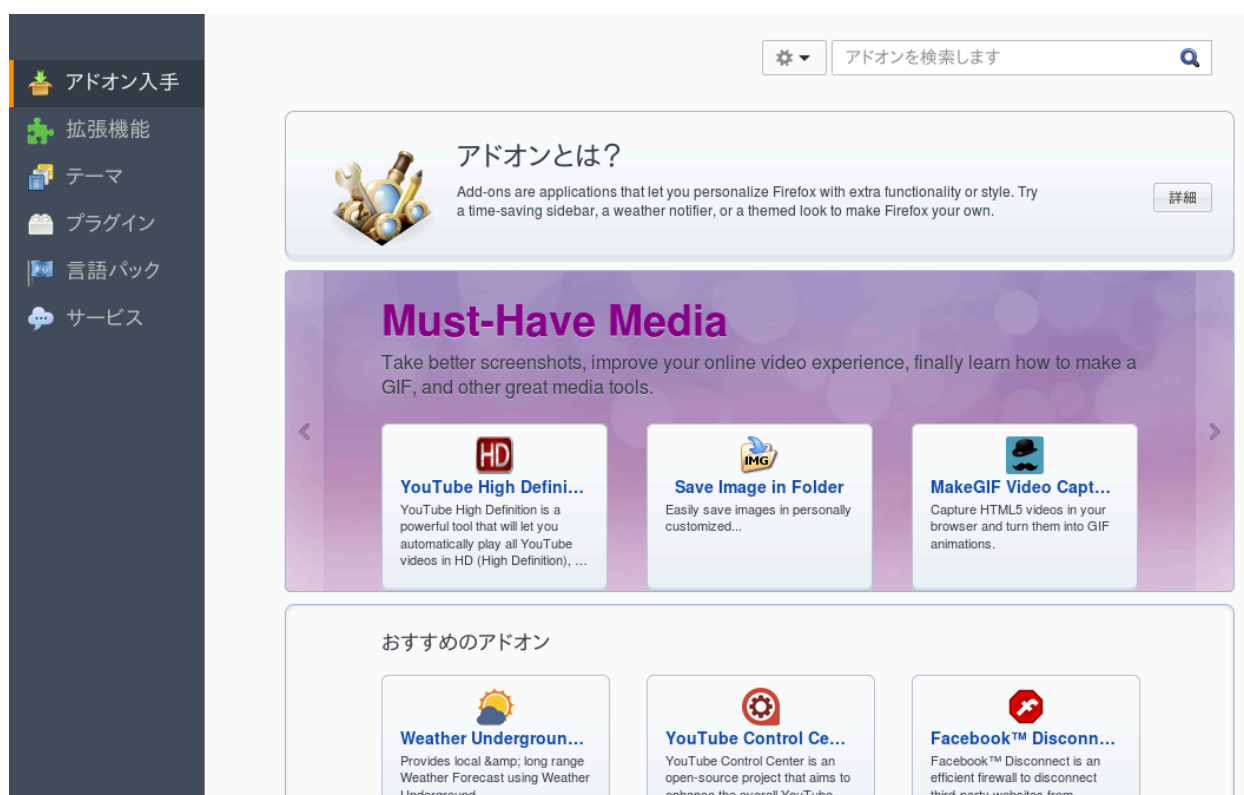 アドオン入手
拡張機能
テーマ
プラグイン
言語パック
サービス
アドオンを検索します
アドオンとは？
Add-ons are applications that let you personalize Firefox with extra functionality or style. Try
a time-saving sidebar, a weather notifier, or a themed look to make Firefox your own.
詳細
Must-Have Media
Take better screenshots, improve your online video experience, finally learn how to make a
GIF, and other great media tools.
HD
YouTube High Defini...
YouTube High Definition is a
powerful tool that will let you
automatically play all YouTube
videos in HD (High Definition), ...
IMG
Save Image in Folder
Easily save images in personally
customized...
MakeGIF Video Capt...
Capture HTML5 videos in your
browser and turn them into GIF
animations.
おすすめのアドオン
Weather Undergroun...
Provides local &amp; long range
Weather Forecast using Weather
Underground
YouTube Control Ce...
YouTube Control Center is an
open-source project that aims to
enhance the overall YouTube
Facebook™ Disconn...
Facebook™ Disconnect is an
efficient firewall to disconnect
third-party websites from